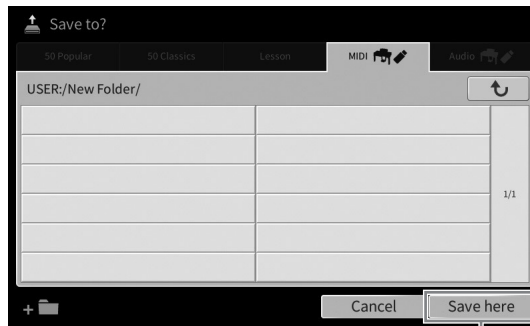 Save to?
50 Popular 50 Classics Lesson MIDI Audio
USER:/New Folder/
1/1
+ Cancel Save here